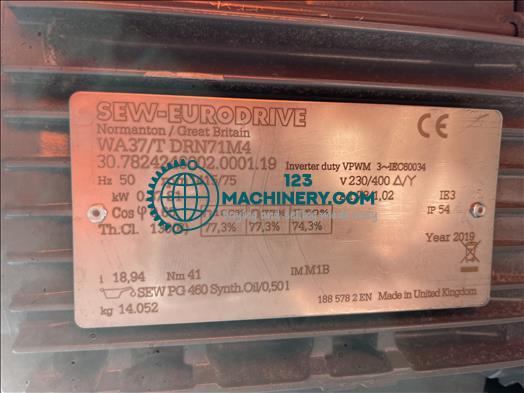 SEW-EURODRIVE
Normanton / Great Britain
WA37/T DRN71M4
Inverter duty VPWM 3~IEC60034
Hz 50
V 230/400 Δ/Y
kW
IE3
Cos φ
IP 54
Th.Cl.
77,3% 77,3% 74,3%
Year 2019
i 18,94 Nm 41 IM M1B
SEW PG 460 Synth.Oil/0,50 l
kg 14.052
188 578 2 EN Made in United Kingdom
CE
123
MACHINERY.COM